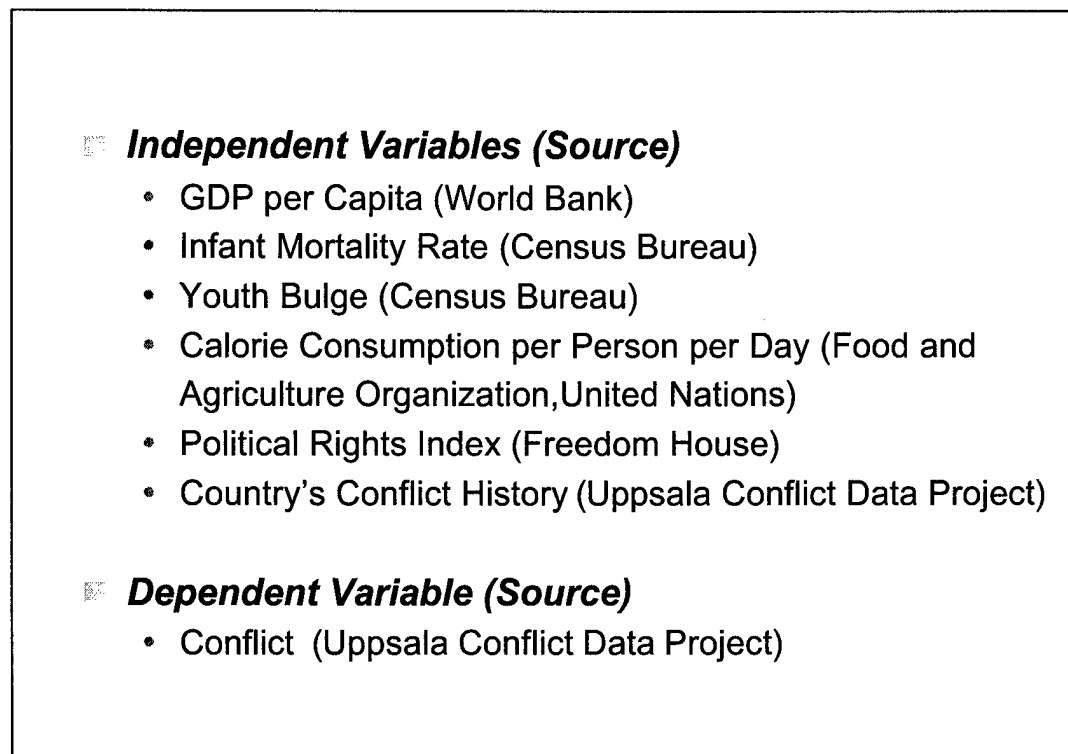 Independent Variables (Source)
• GDP per Capita (World Bank)
• Infant Mortality Rate (Census Bureau)
• Youth Bulge (Census Bureau)
• Calorie Consumption per Person per Day (Food and
Agriculture Organization,United Nations)
• Political Rights Index (Freedom House)
• Country's Conflict History (Uppsala Conflict Data Project)
Dependent Variable (Source)
• Conflict (Uppsala Conflict Data Project)